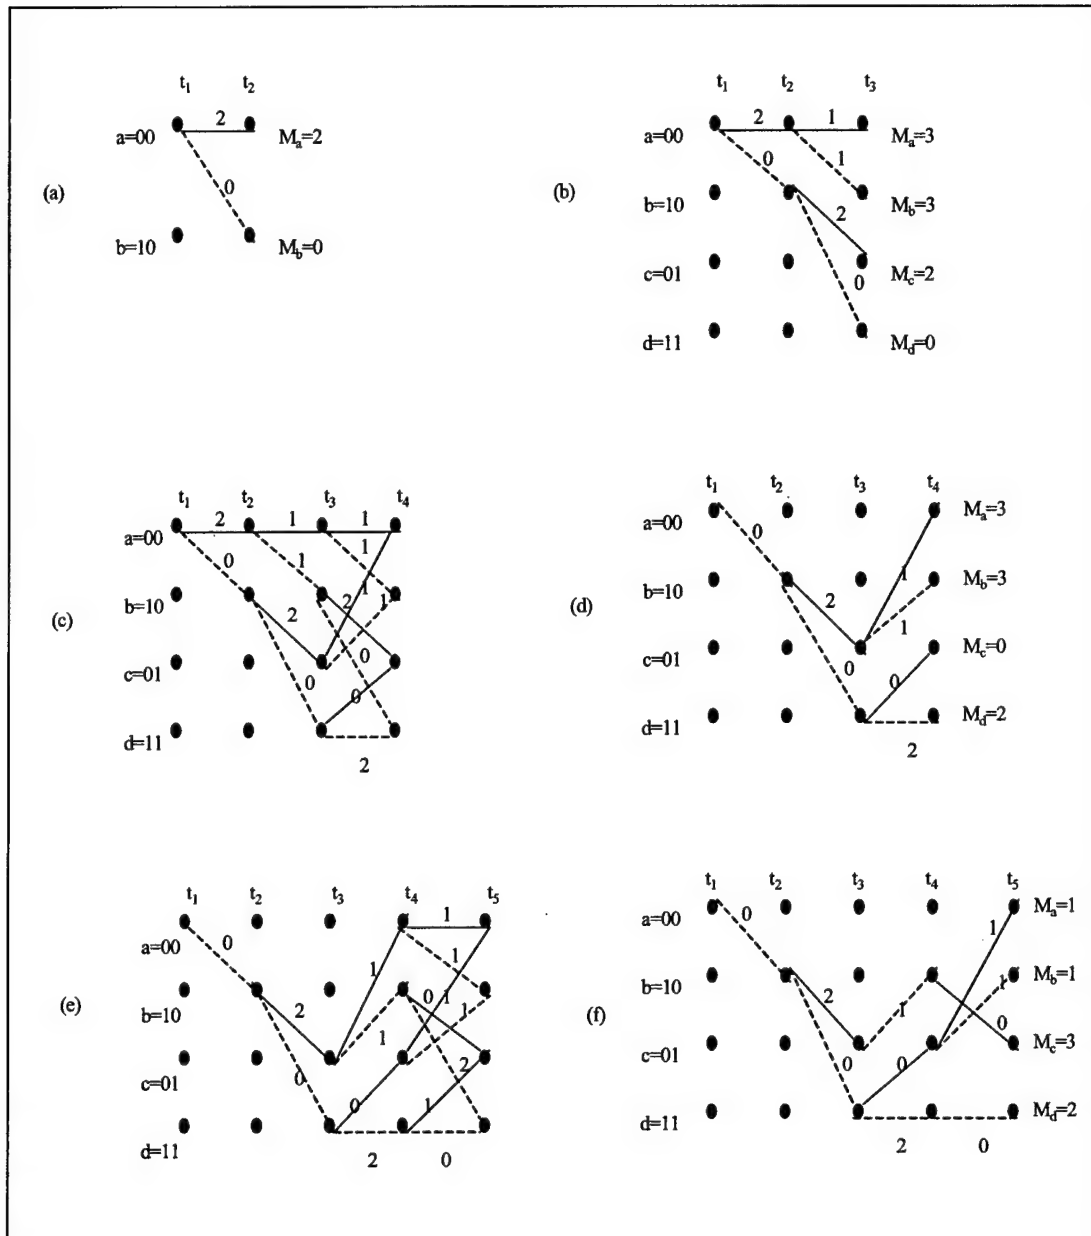 t1 t2
a=00 2 Ma=2
(a) 0
b=10 Mb=0
t1 t2 t3
a=00 2 1 Ma=3
0 1
(b) b=10 2 Mb=3
c=01 0 Mc=2
d=11 Md=0
t1 t2 t3 t4
a=00 2 1 1
0 1 1 1
b=10 2 2 1
(c) c=01 0 0 0
d=11 2
t1 t2 t3 t4
a=00 0 Ma=3
b=10 2 1 1 Mb=3
(d) c=01 0 0 Mc=0
d=11 2 Md=2
t1 t2 t3 t4 t5
a=00 0 1 1
b=10 2 1 0 1 1
(e) c=01 0 0 1 2
d=11 2 0
t1 t2 t3 t4 t5
a=00 0 1 Ma=1
b=10 2 1 1 Mb=1
(f) c=01 0 0 0 Mc=3
d=11 2 0 Md=2